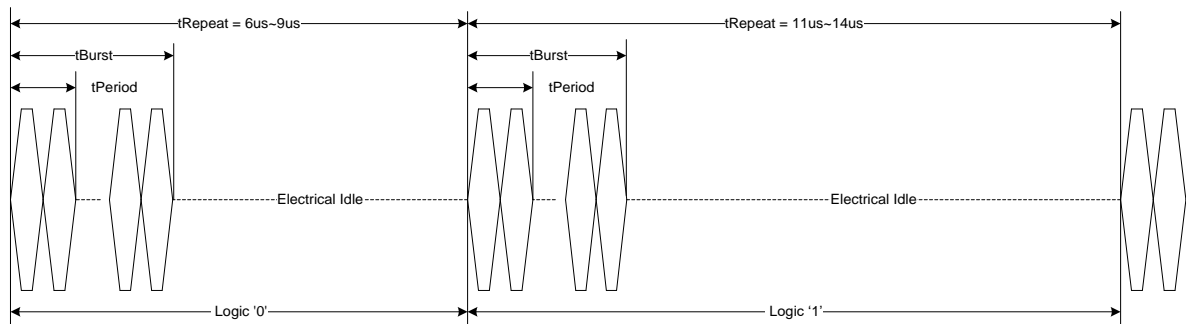 tRepeat = 6us~9us
tRepeat = 11us~14us
tBurst
tBurst
tPeriod
tPeriod
Electrical Idle
Electrical Idle
Logic '0'
Logic ‘1’